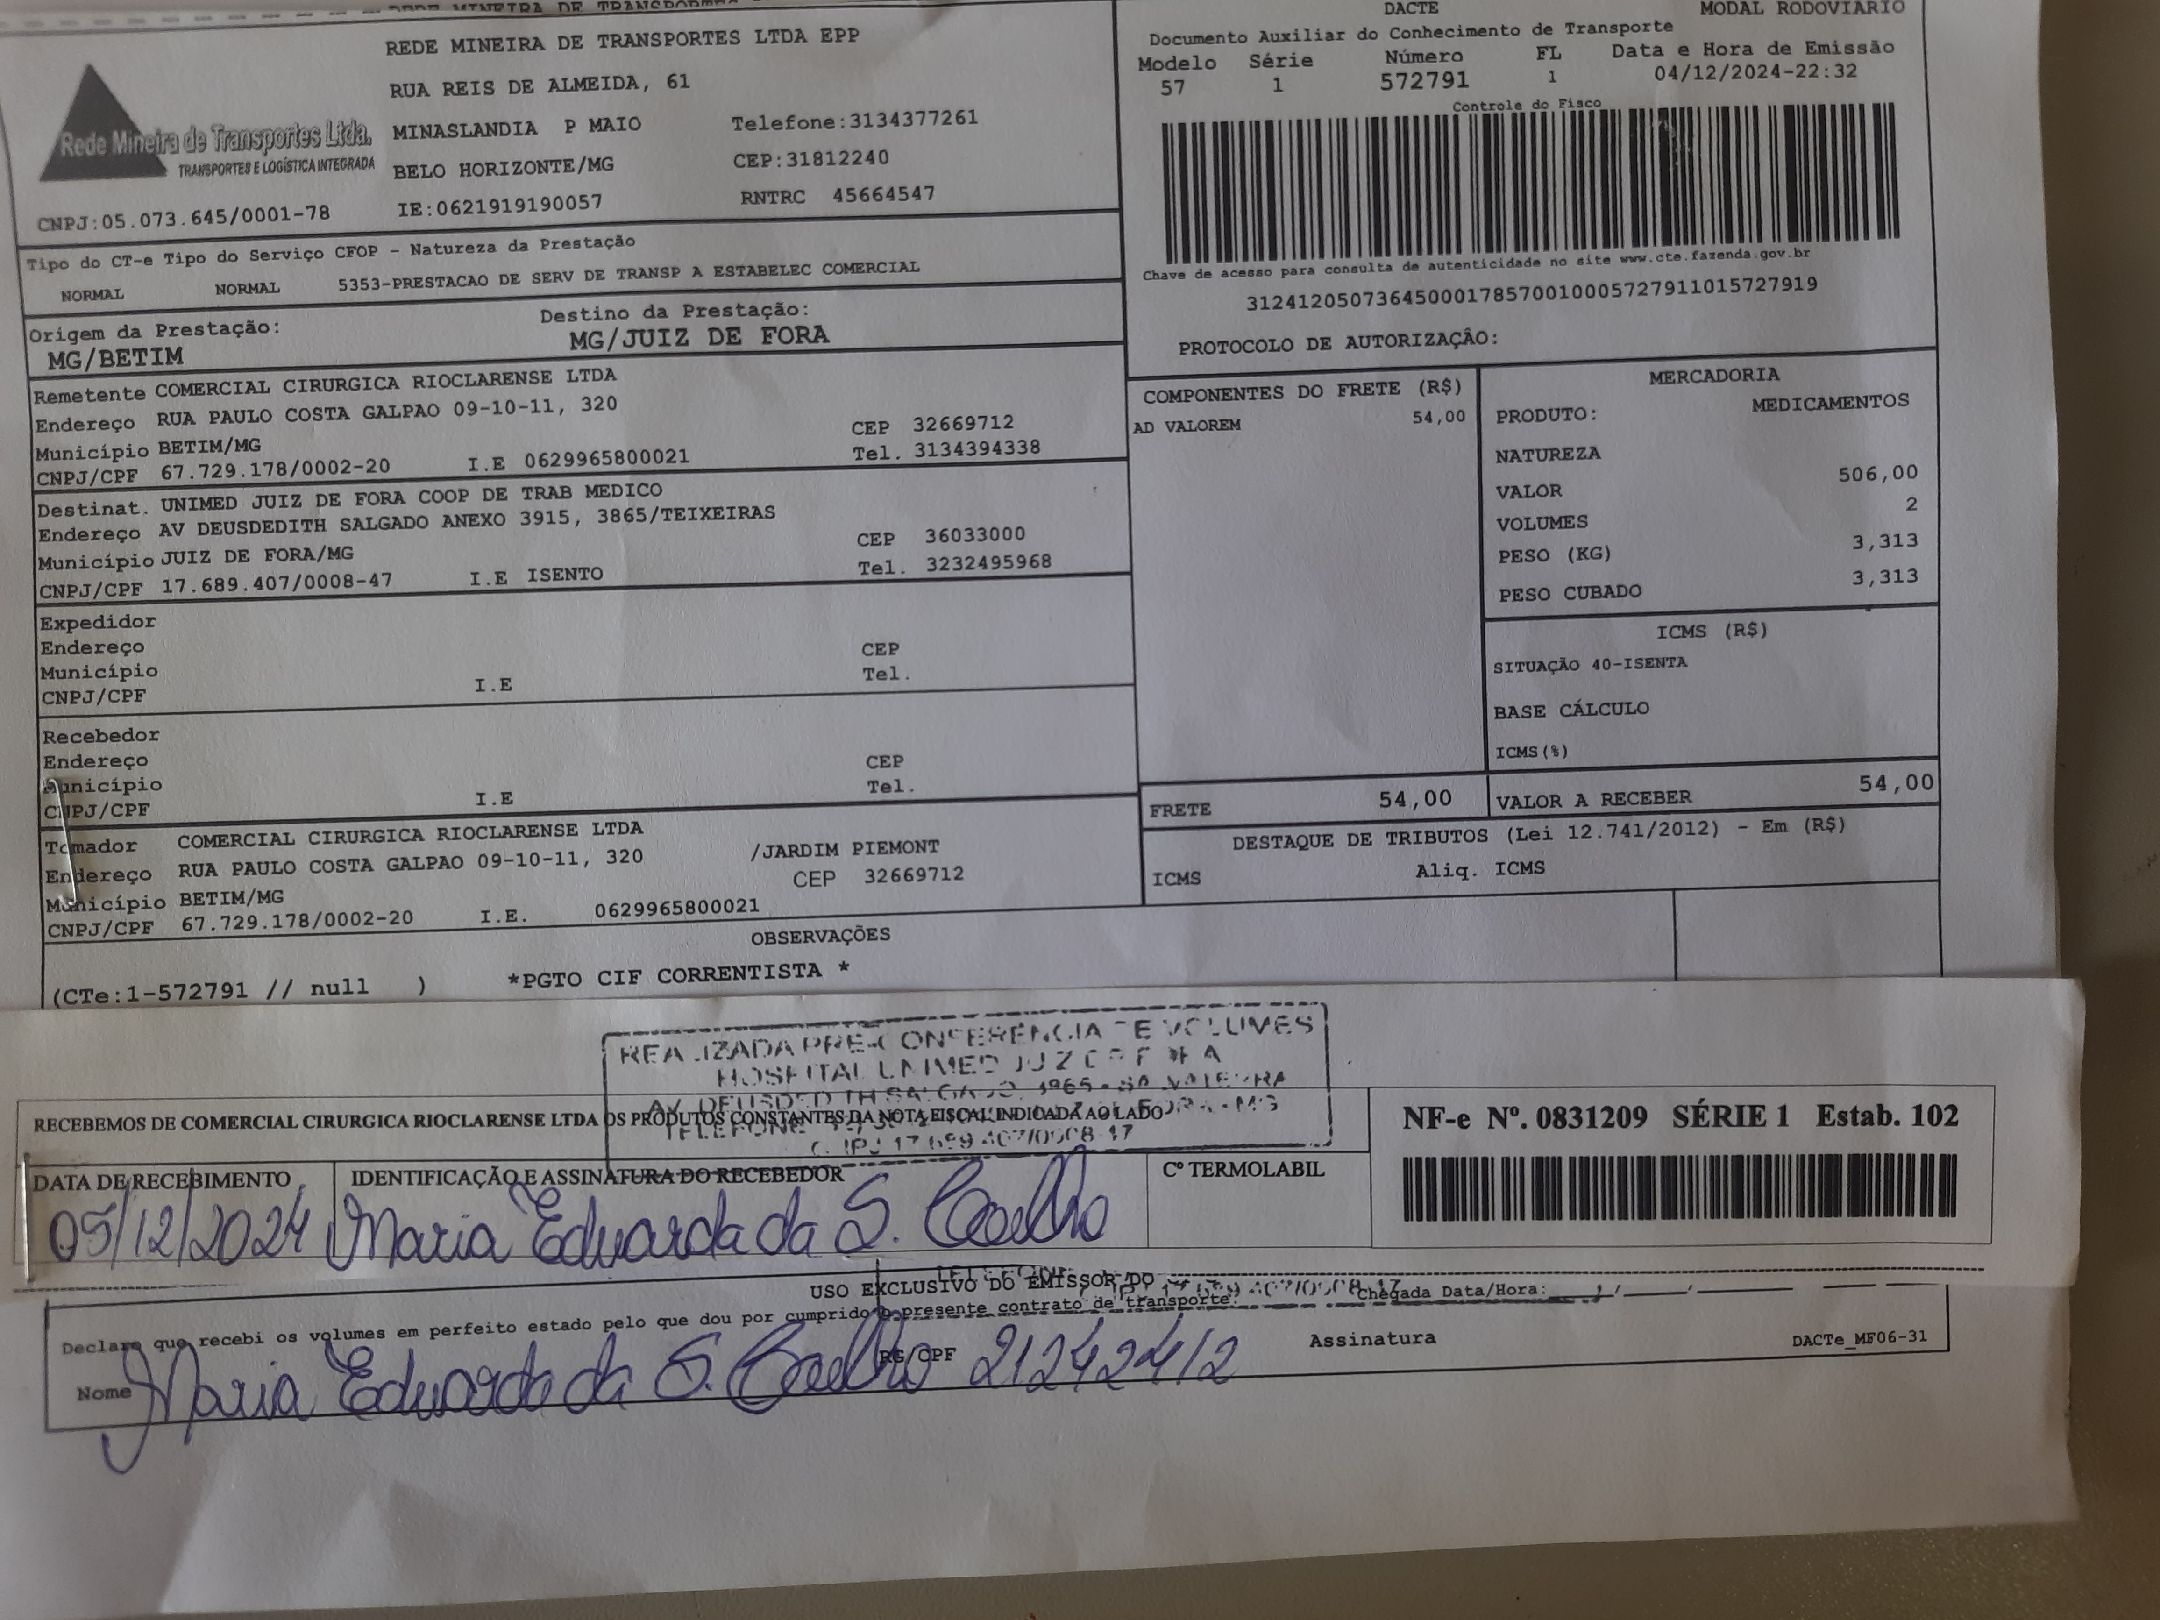 REDE MINEIRA DE TRANSPORTES LTDA EPP
RUA REIS DE ALMEIDA, 61
MINASLANDIA P MAIO Telefone:3134377261
BELO HORIZONTE/MG CEP:31812240
CNPJ:05.073.645/0001-78 IE:0621919190057 RNTRC 45664547
Rede Mineira de Transportes Ltda.
TRANSPORTES E LOGÍSTICA INTEGRADA
DACTE MODAL RODOVIARIO
Documento Auxiliar do Conhecimento de Transporte
Modelo Série Número FL Data e Hora de Emissão
57 1 572791 1 04/12/2024-22:32
Controle do Fisco
Chave de acesso para consulta de autenticidade no site www.cte.fazenda.gov.br
31241205073645000178570010005727911015727919
PROTOCOLO DE AUTORIZAÇÂO:
Tipo do CT-e Tipo do Serviço CFOP - Natureza da Prestação
NORMAL NORMAL 5353-PRESTACAO DE SERV DE TRANSP A ESTABELEC COMERCIAL
Origem da Prestação: Destino da Prestação:
MG/BETIM MG/JUIZ DE FORA
Remetente COMERCIAL CIRURGICA RIOCLARENSE LTDA
Endereço RUA PAULO COSTA GALPAO 09-10-11, 320
Município BETIM/MG CEP 32669712
CNPJ/CPF 67.729.178/0002-20 I.E 0629965800021 Tel. 3134394338
Destinat. UNIMED JUIZ DE FORA COOP DE TRAB MEDICO
Endereço AV DEUSDEDITH SALGADO ANEXO 3915, 3865/TEIXEIRAS
Município JUIZ DE FORA/MG CEP 36033000
CNPJ/CPF 17.689.407/0008-47 I.E ISENTO Tel. 3232495968
Expedidor
Endereço CEP
Município Tel.
CNPJ/CPF I.E
Recebedor
Endereço CEP
Município Tel.
CNPJ/CPF I.E
Tomador COMERCIAL CIRURGICA RIOCLARENSE LTDA
Endereço RUA PAULO COSTA GALPAO 09-10-11, 320 /JARDIM PIEMONT
Município BETIM/MG CEP 32669712
CNPJ/CPF 67.729.178/0002-20 I.E. 0629965800021
COMPONENTES DO FRETE (R$)
AD VALOREM 54,00
MERCADORIA
PRODUTO: MEDICAMENTOS
NATUREZA
VALOR 506,00
VOLUMES 2
PESO (KG) 3,313
PESO CUBADO 3,313
ICMS (R$)
SITUAÇÃO 40-ISENTA
BASE CÁLCULO
ICMS(%)
FRETE 54,00 VALOR A RECEBER 54,00
DESTAQUE DE TRIBUTOS (Lei 12.741/2012) - Em (R$)
ICMS Aliq. ICMS
OBSERVAÇÕES
(CTe:1-572791 // null ) *PGTO CIF CORRENTISTA *
RECEBEMOS DE COMERCIAL CIRURGICA RIOCLARENSE LTDA OS PRODUTOS CONSTANTES DA NOTA FISCAL INDICADA AO LADO
NF-e Nº. 0831209 SÉRIE 1 Estab. 102
DATA DE RECEBIMENTO IDENTIFICAÇÃO E ASSINATURA DO RECEBEDOR Cº TERMOLABIL
05/12/2024 Maria Eduarda da S. Coelho
USO EXCLUSIVO DO EMISSOR DO
Chegada Data/Hora:
Declaro que recebi os volumes em perfeito estado pelo que dou por cumprido o presente contrato de transporte.
Nome Maria Eduarda da S. Coelho RG/CPF 21242412 Assinatura DACTe_MF06-31